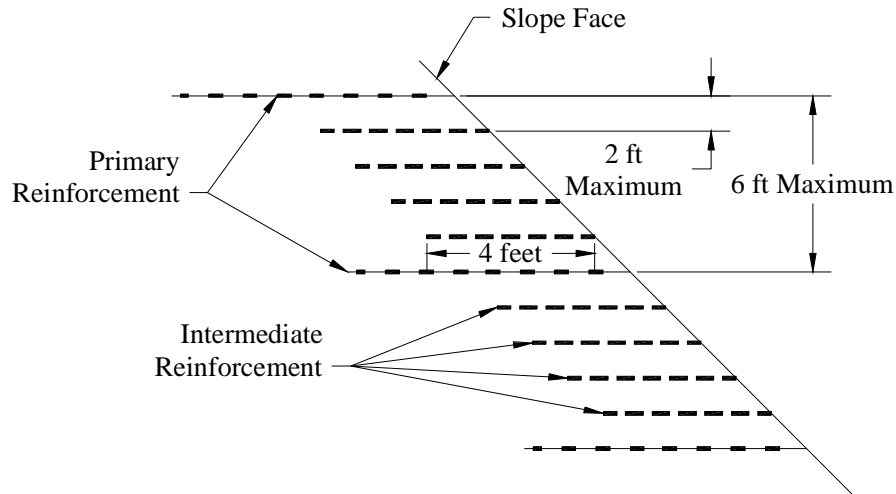 Slope Face
Primary
Reinforcement
2 ft
Maximum
6 ft Maximum
4 feet
Intermediate
Reinforcement